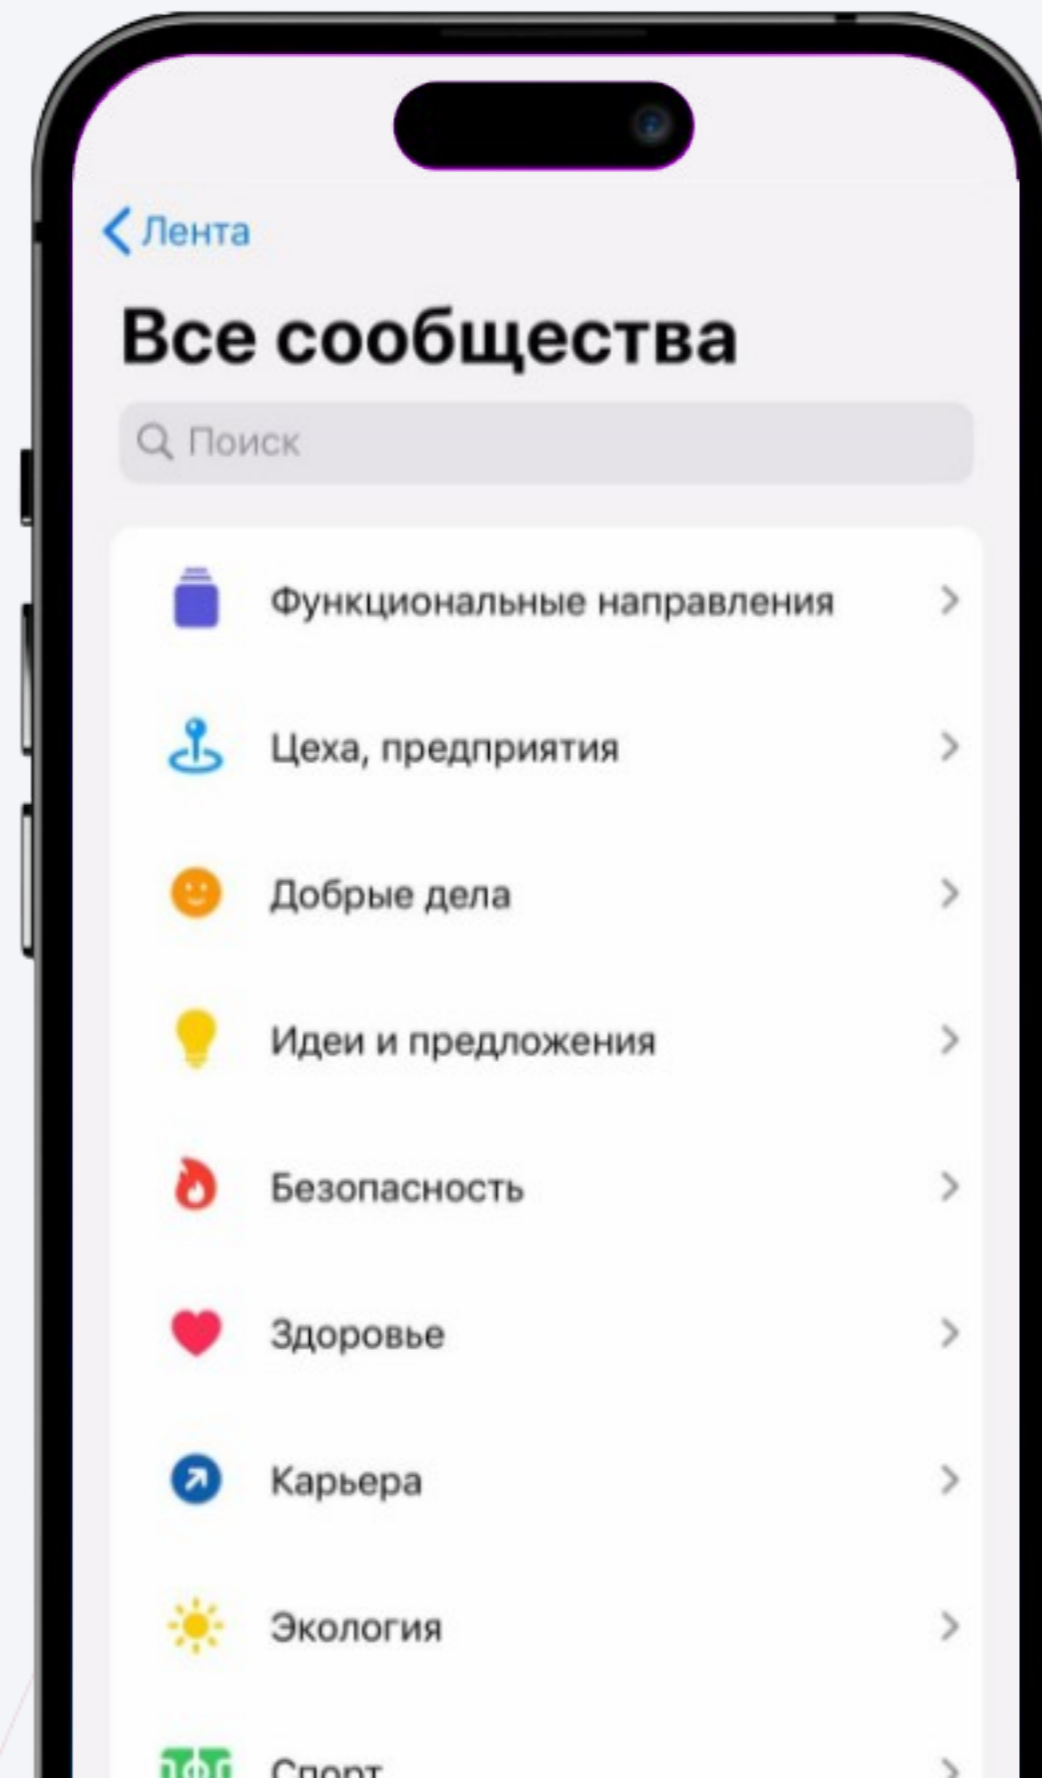 Лента
Все сообщества
Поиск
Функциональные направления
Цеха, предприятия
Добрые дела
Идеи и предложения
Безопасность
Здоровье
Карьера
Экология
Спорт